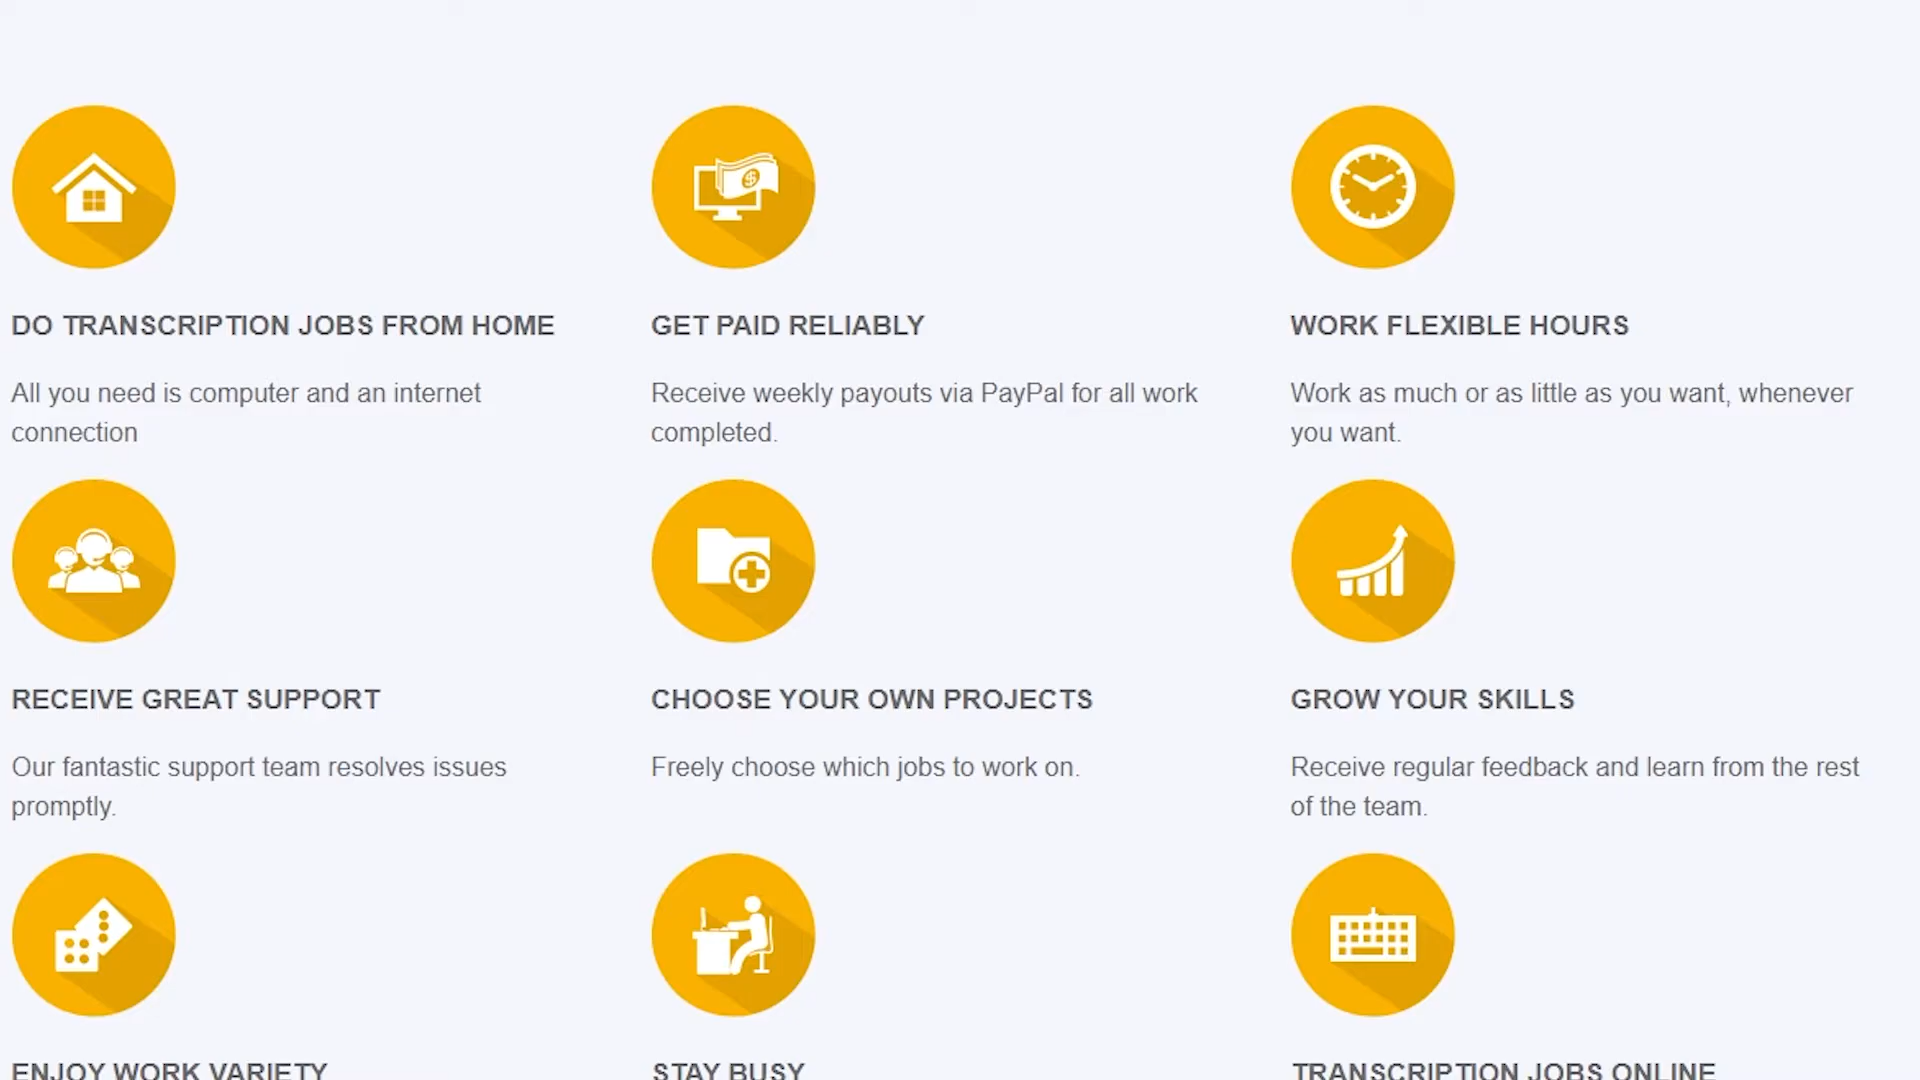 DO TRANSCRIPTION JOBS FROM HOME
All you need is computer and an internet
connection
GET PAID RELIABLY
Receive weekly payouts via PayPal for all work
completed.
WORK FLEXIBLE HOURS
Work as much or as little as you want, whenever
you want.
RECEIVE GREAT SUPPORT
Our fantastic support team resolves issues
promptly.
CHOOSE YOUR OWN PROJECTS
Freely choose which jobs to work on.
GROW YOUR SKILLS
Receive regular feedback and learn from the rest
of the team.
ENJOY WORK VARIETY
STAY BUSY
TRANSCRIPTION JOBS ONLINE